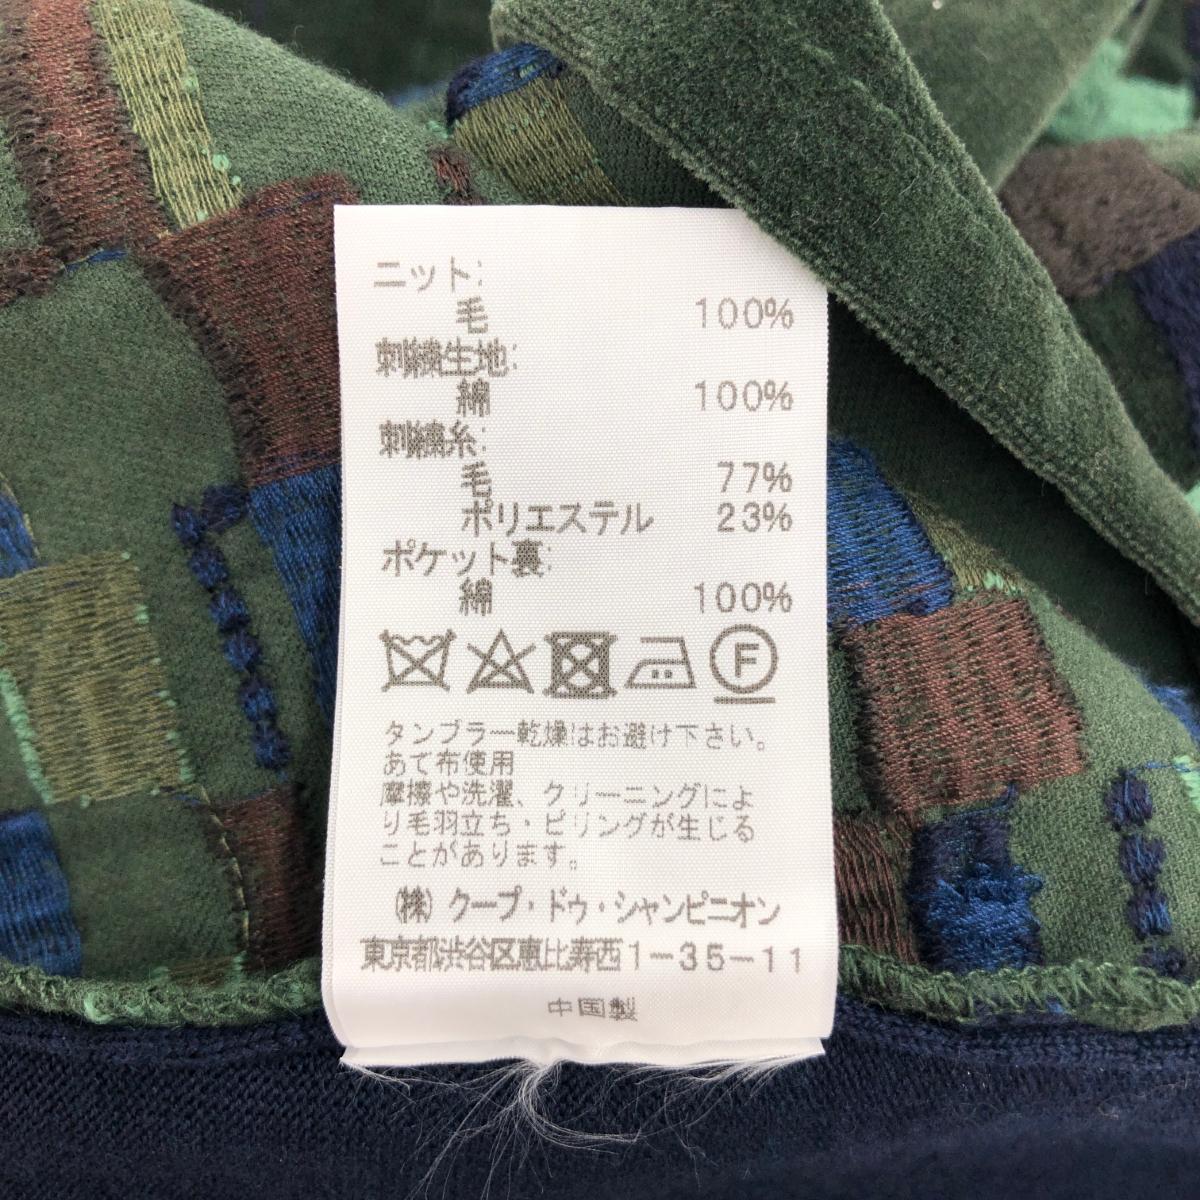 ニット:
毛 100%
刺繍生地:
綿 100%
刺繍糸:
毛 77%
ポリエステル 23%
ポケット裏:
綿 100%
F
タンブラー乾燥はお避け下さい。
あて布使用
摩擦や洗濯、クリーニングによ
り毛羽立ち・ピリングが生じる
ことがあります。
(株) クープ・ドゥ・シャンピニオン
東京都渋谷区恵比寿西1-35-11
中国製